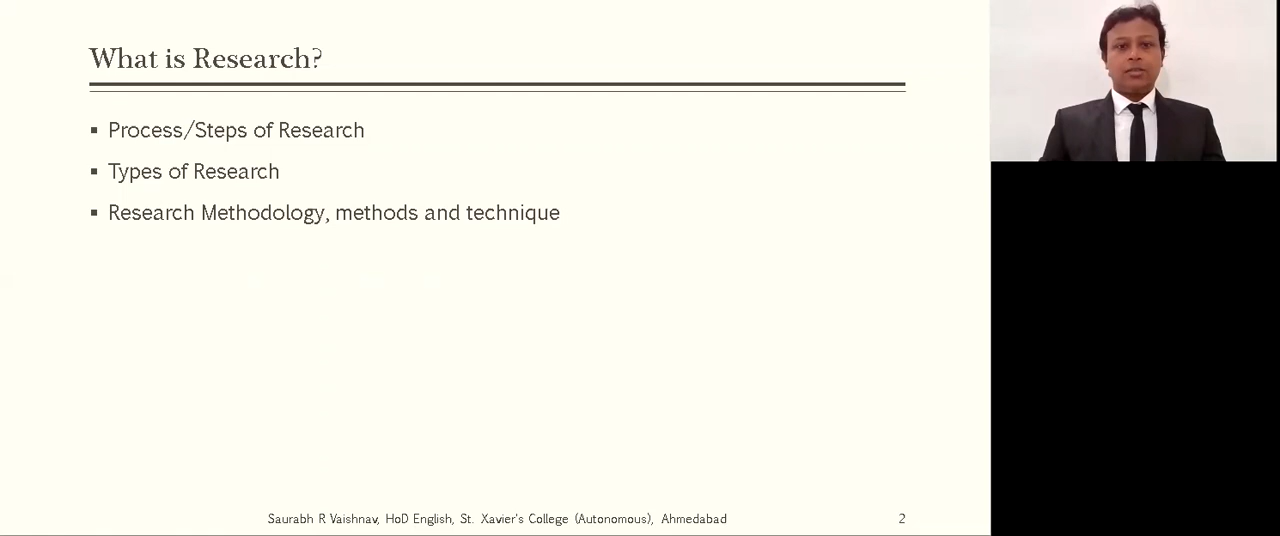 What is Research?
▪ Process/Steps of Research
▪ Types of Research
▪ Research Methodology, methods and technique
Saurabh R Vaishnav, HoD English, St. Xavier's College (Autonomous), Ahmedabad
2